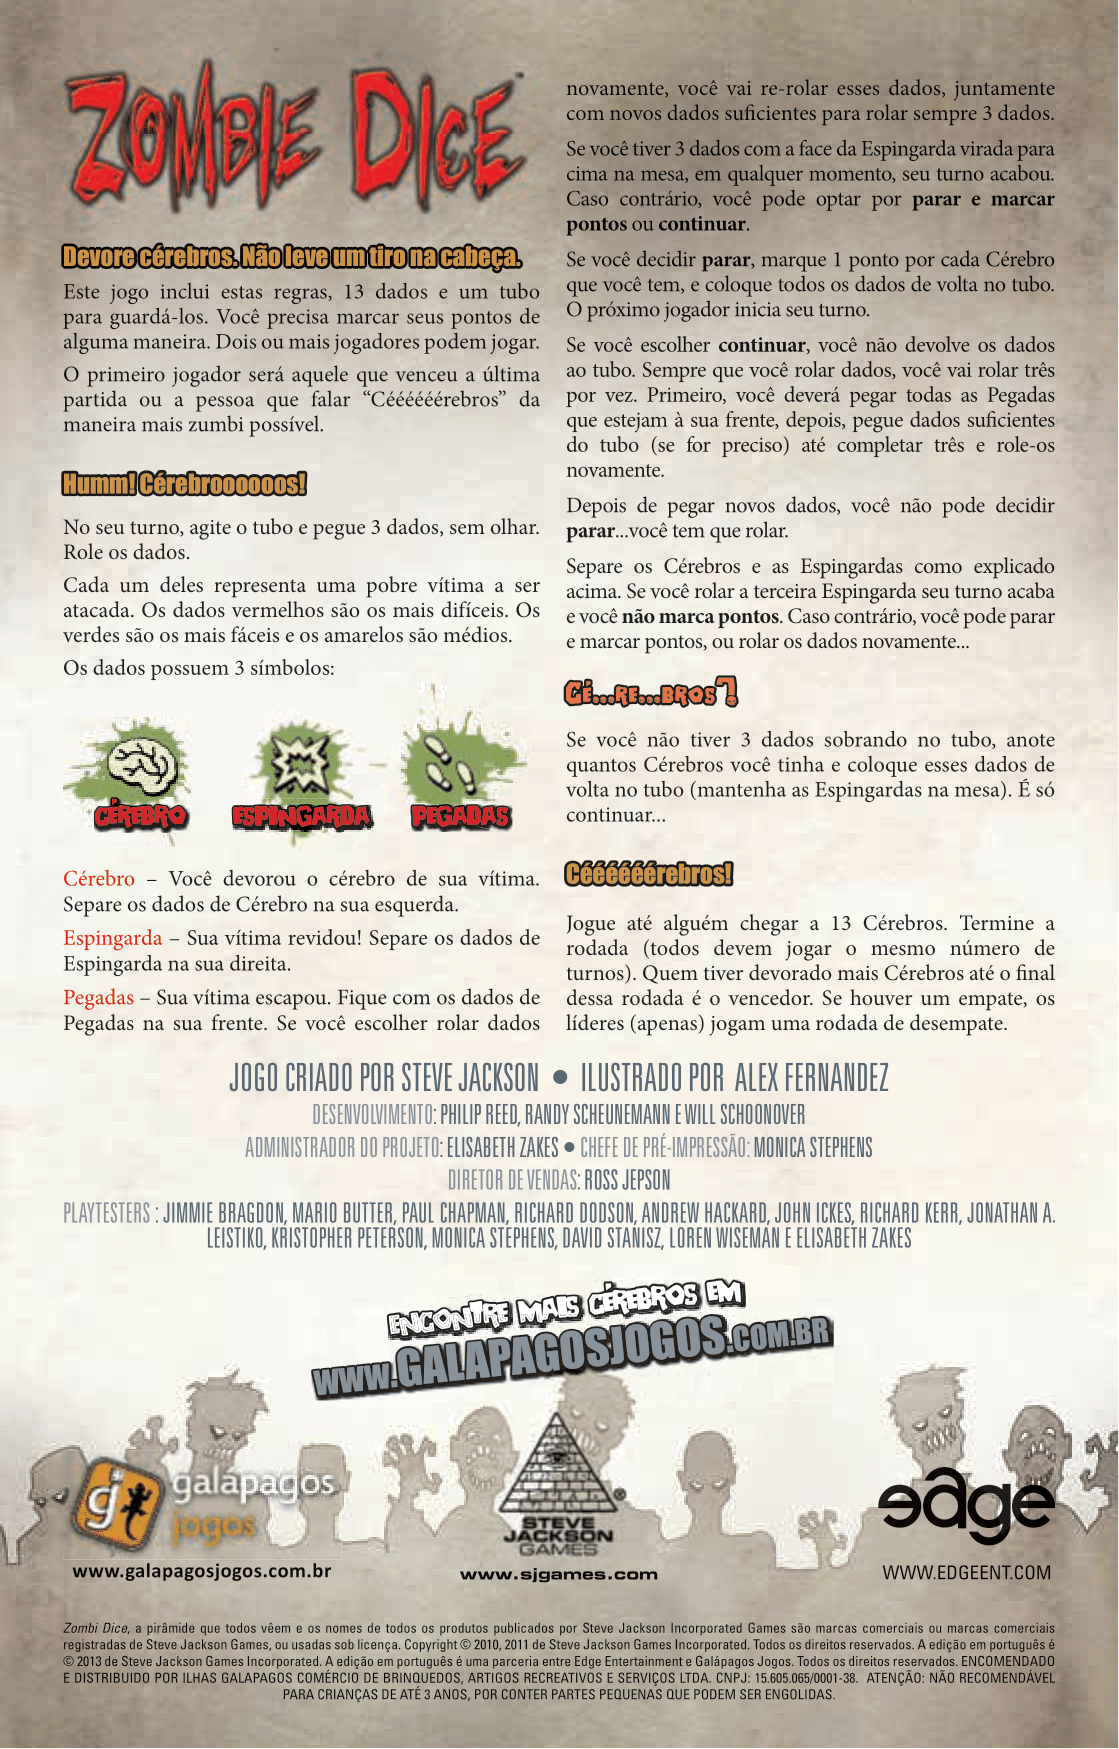 ZOMBIE DICE™
Devore cérebros. Não leve um tiro na cabeça.
Este jogo inclui estas regras, 13 dados e um tubo
para guardá-los. Você precisa marcar seus pontos de
alguma maneira. Dois ou mais jogadores podem jogar.
O primeiro jogador será aquele que venceu a última
partida ou a pessoa que falar “Céééééérebros” da
maneira mais zumbi possível.
Humm! Cérebroooooos!
No seu turno, agite o tubo e pegue 3 dados, sem olhar.
Role os dados.
Cada um deles representa uma pobre vítima a ser
atacada. Os dados vermelhos são os mais difíceis. Os
verdes são os mais fáceis e os amarelos são médios.
Os dados possuem 3 símbolos:
CÉREBRO
ESPINGARDA
PEGADAS
Cérebro – Você devorou o cérebro de sua vítima.
Separe os dados de Cérebro na sua esquerda.
Espingarda – Sua vítima revidou! Separe os dados de
Espingarda na sua direita.
Pegadas – Sua vítima escapou. Fique com os dados de
Pegadas na sua frente. Se você escolher rolar dados
novamente, você vai re-rolar esses dados, juntamente
com novos dados suficientes para rolar sempre 3 dados.
Se você tiver 3 dados com a face da Espingarda virada para
cima na mesa, em qualquer momento, seu turno acabou.
Caso contrário, você pode optar por parar e marcar
pontos ou continuar.
Se você decidir parar, marque 1 ponto por cada Cérebro
que você tem, e coloque todos os dados de volta no tubo.
O próximo jogador inicia seu turno.
Se você escolher continuar, você não devolve os dados
ao tubo. Sempre que você rolar dados, você vai rolar três
por vez. Primeiro, você deverá pegar todas as Pegadas
que estejam à sua frente, depois, pegue dados suficientes
do tubo (se for preciso) até completar três e role-os
novamente.
Depois de pegar novos dados, você não pode decidir
parar...você tem que rolar.
Separe os Cérebros e as Espingardas como explicado
acima. Se você rolar a terceira Espingarda seu turno acaba
e você não marca pontos. Caso contrário, você pode parar
e marcar pontos, ou rolar os dados novamente...
CÉ...RE...BROS?
Se você não tiver 3 dados sobrando no tubo, anote
quantos Cérebros você tinha e coloque esses dados de
volta no tubo (mantenha as Espingardas na mesa). É só
continuar...
Cééééééérebros!
Jogue até alguém chegar a 13 Cérebros. Termine a
rodada (todos devem jogar o mesmo número de
turnos). Quem tiver devorado mais Cérebros até o final
dessa rodada é o vencedor. Se houver um empate, os
líderes (apenas) jogam uma rodada de desempate.
JOGO CRIADO POR STEVE JACKSON • ILUSTRADO POR ALEX FERNANDEZ
DESENVOLVIMENTO: PHILIP REED, RANDY SCHEUNEMANN E WILL SCHOONOVER
ADMINISTRADOR DO PROJETO: ELISABETH ZAKES • CHEFE DE PRÉ-IMPRESSÃO: MONICA STEPHENS
DIRETOR DE VENDAS: ROSS JEPSON
PLAYTESTERS : JIMMIE BRAGDON, MARIO BUTTER, PAUL CHAPMAN, RICHARD DODSON, ANDREW HACKARD, JOHN ICKES, RICHARD KERR, JONATHAN A.
LEISTIKO, KRISTOPHER PETERSON, MONICA STEPHENS, DAVID STANISZ, LOREN WISEMAN E ELISABETH ZAKES
ENCONTRE MAIS CÉREBROS EM
WWW.GALAPAGOSJOGOS.COM.BR
g galápagos
jogos
www.galapagosjogos.com.br
®
STEVE
JACKSON
GAMES
www.sjgames.com
edge
WWW.EDGEENT.COM
Zombi Dice, a pirâmide que todos vêem e os nomes de todos os produtos publicados por Steve Jackson Incorporated Games são marcas comerciais ou marcas comerciais
registradas de Steve Jackson Games, ou usadas sob licença. Copyright © 2010, 2011 de Steve Jackson Games Incorporated. Todos os direitos reservados. A edição em português é
© 2013 de Steve Jackson Games Incorporated. A edição em português é uma parceria entre Edge Entertainment e Galápagos Jogos. Todos os direitos reservados. ENCOMENDADO
E DISTRIBUIDO POR ILHAS GALAPAGOS COMÉRCIO DE BRINQUEDOS, ARTIGOS RECREATIVOS E SERVIÇOS LTDA. CNPJ: 15.605.065/0001-38. ATENÇÃO: NÃO RECOMENDÁVEL
PARA CRIANÇAS DE ATÉ 3 ANOS, POR CONTER PARTES PEQUENAS QUE PODEM SER ENGOLIDAS.